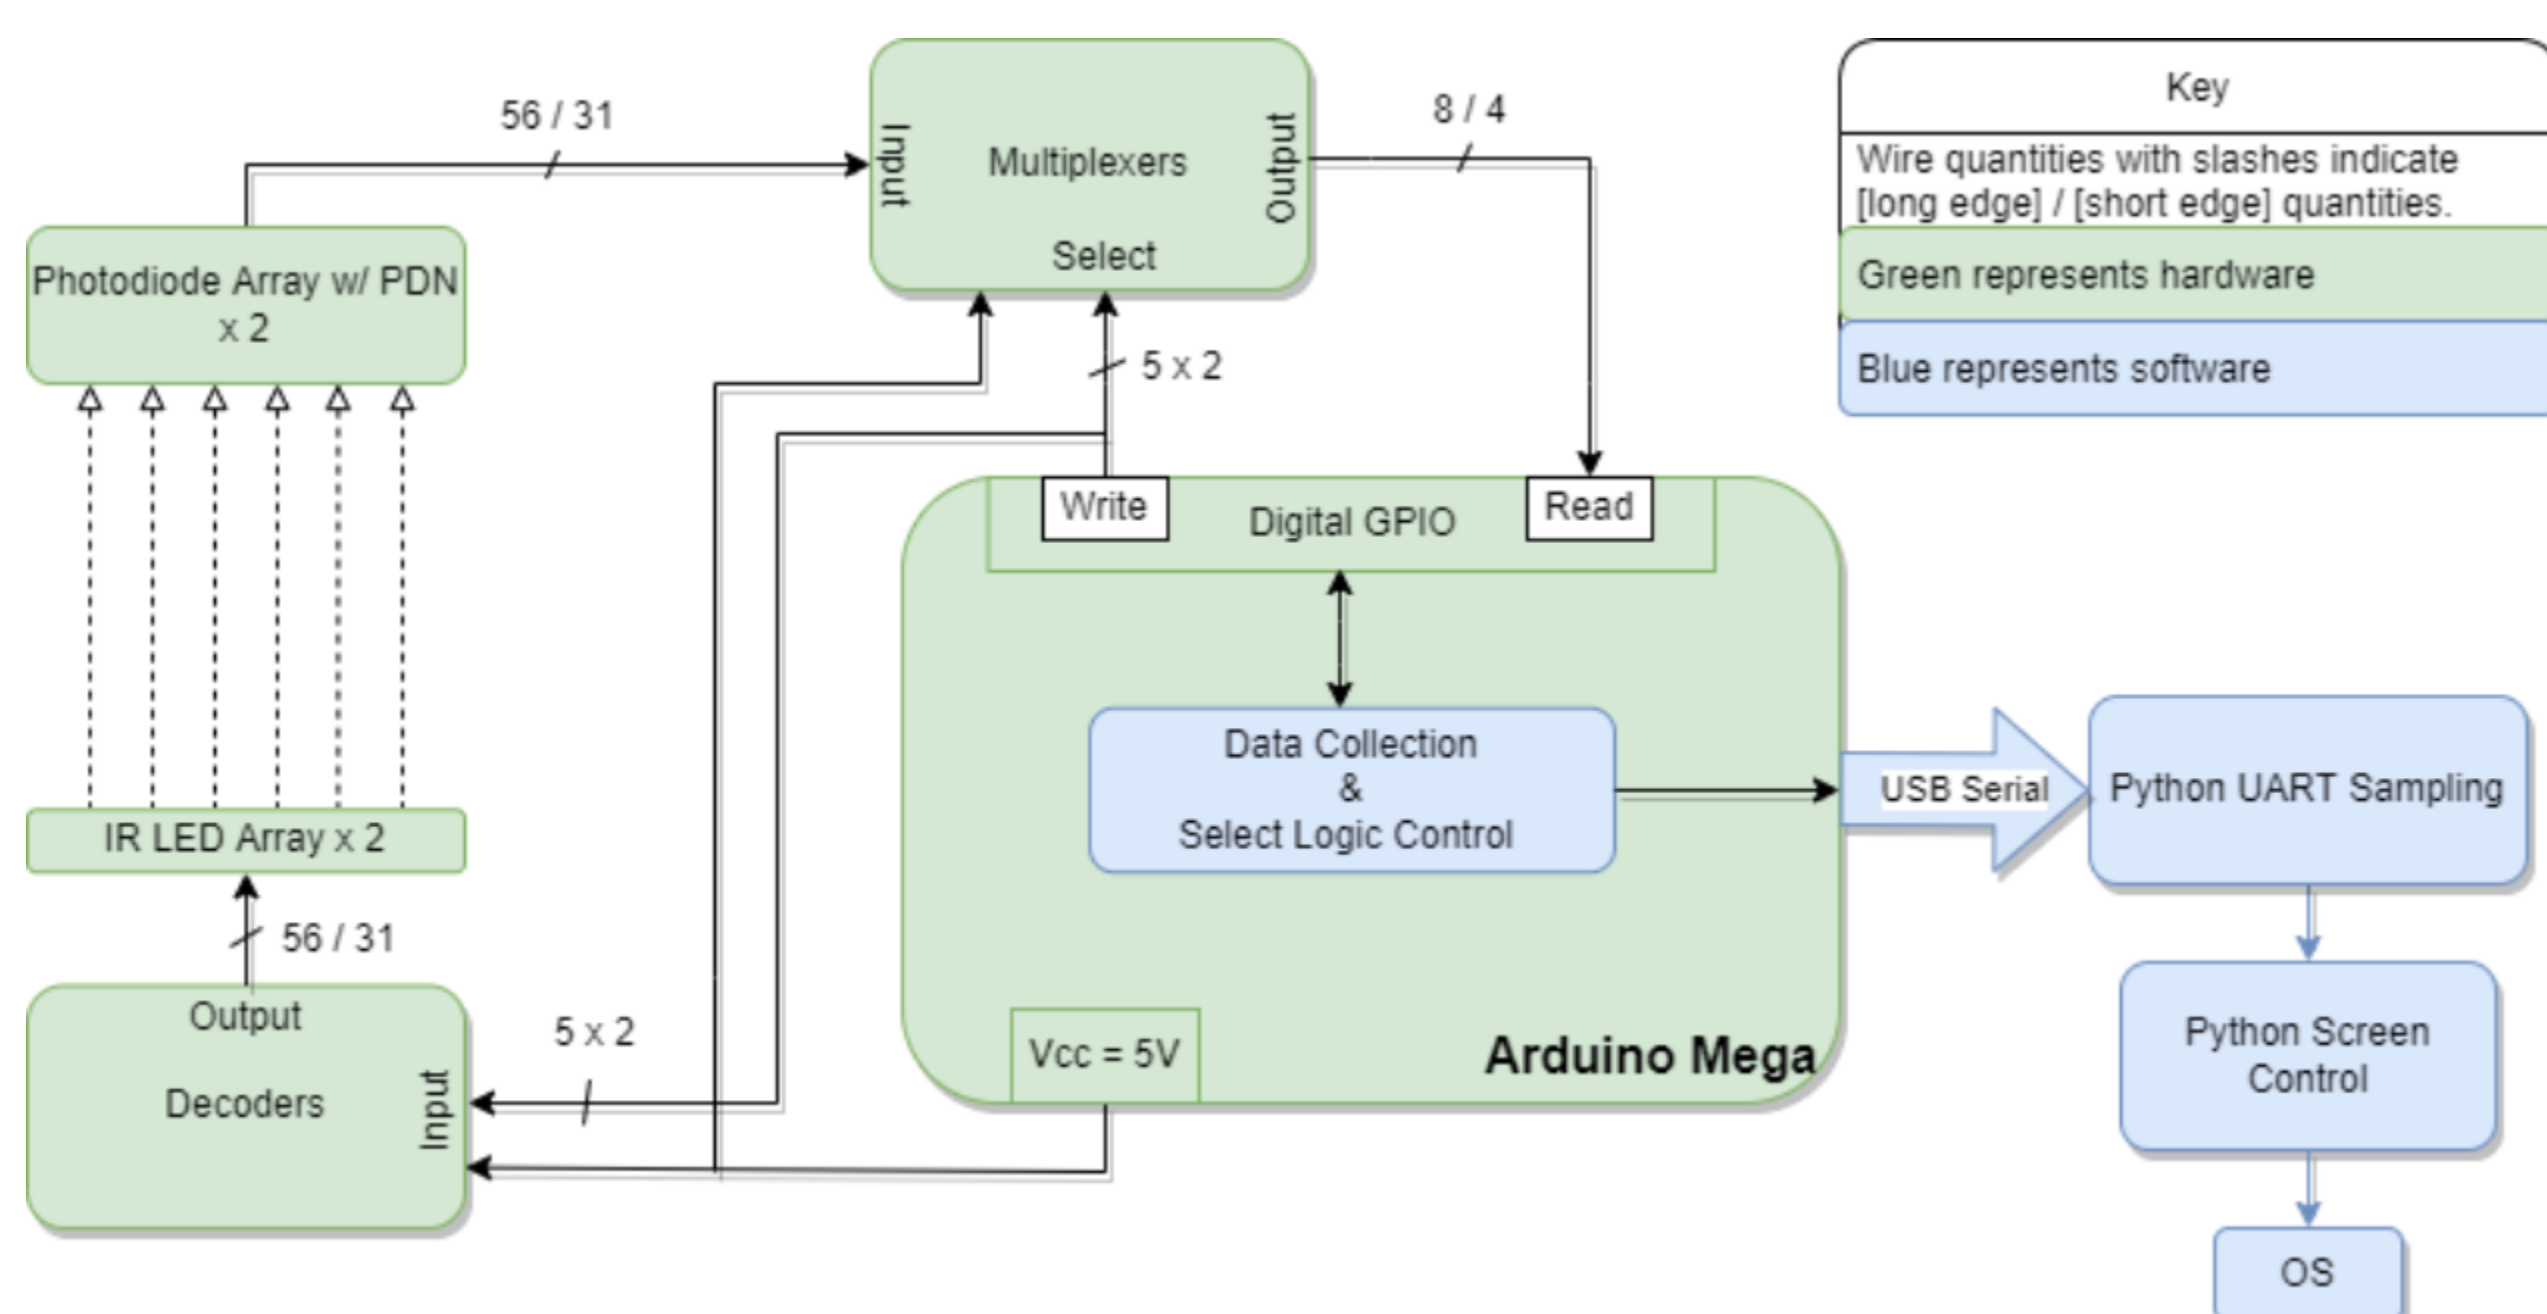 56 / 31
Input
Multiplexers
Output
Select
8 / 4
Key
Wire quantities with slashes indicate
[long edge] / [short edge] quantities.
Green represents hardware
Blue represents software
Photodiode Array w/ PDN
x 2
5 x 2
Write
Digital GPIO
Read
Data Collection
&
Select Logic Control
USB Serial
Python UART Sampling
IR LED Array x 2
56 / 31
Output
Decoders
Input
5 x 2
Vcc = 5V
Arduino Mega
Python Screen
Control
OS